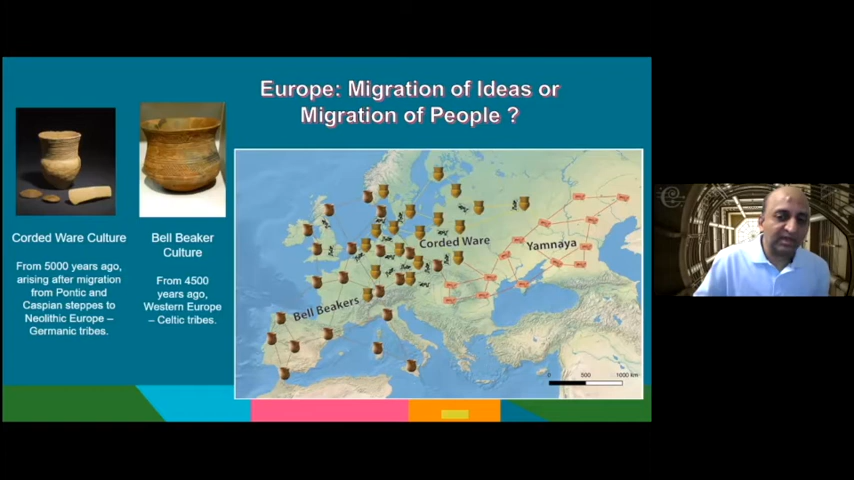 Europe: Migration of Ideas or
Migration of People ?
Corded Ware Culture
From 5000 years ago,
arising after migration
from Pontic and
Caspian steppes to
Neolithic Europe –
Germanic tribes.
Bell Beaker
Culture
From 4500
years ago,
Western Europe
– Celtic tribes.
Corded Ware
Yamnaya
Bell Beakers
0 500 1000 km